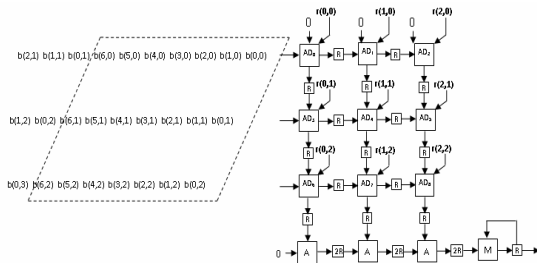 r(0,0) r(1,0) r(2,0)
0 0 0
b(2,1) b(1,1) b(0,1) b(6,0) b(5,0) b(4,0) b(3,0) b(2,0) b(1,0) b(0,0) AD₀ R AD₁ R AD₂
r(0,1) r(1,1) r(2,1)
R R R
b(1,2) b(0,2) b(6,1) b(5,1) b(4,1) b(3,1) b(2,1) b(1,1) b(0,1) R R
r(0,2) r(1,2) r(2,2)
R R R
b(0,3) b(6,2) b(5,2) b(4,2) b(3,2) b(2,2) b(1,2) b(0,2) R AD₇ R AD₈
R R R
0 A 2R A 2R A 2R M R